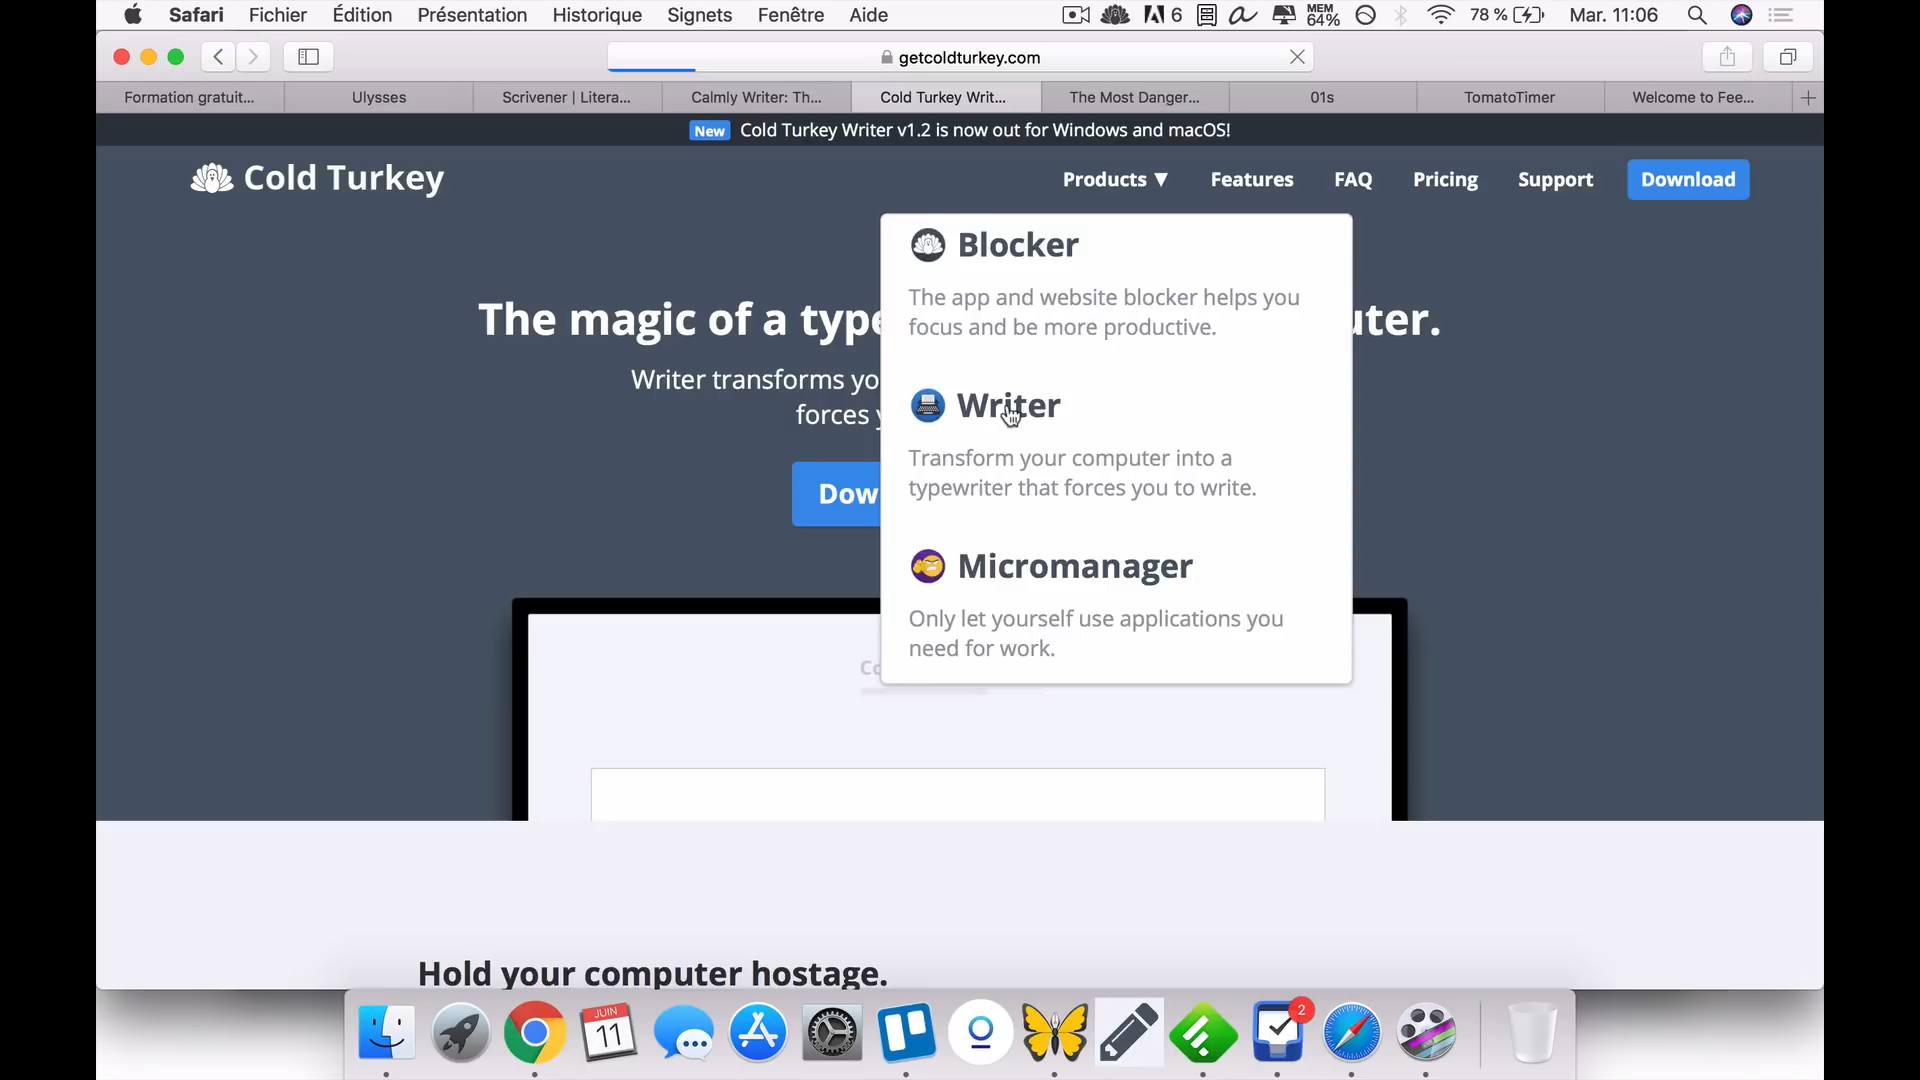 Safari Fichier Édition Présentation Historique Signets Fenêtre Aide 6 MEM 64% 78 % Mar. 11:06
getcoldturkey.com
Formation gratuit... Ulysses Scrivener | Litera... Calmly Writer: Th... Cold Turkey Writ... The Most Danger... 01s TomatoTimer Welcome to Fee...
New Cold Turkey Writer v1.2 is now out for Windows and macOS!
Cold Turkey Products ▼ Features FAQ Pricing Support Download
Blocker
The app and website blocker helps you
focus and be more productive.
The magic of a type uter.
Writer transforms yo
forces y
Writer
Transform your computer into a
typewriter that forces you to write.
Dow
Micromanager
Only let yourself use applications you
need for work.
Co
Hold your computer hostage.
JUIN
11
2